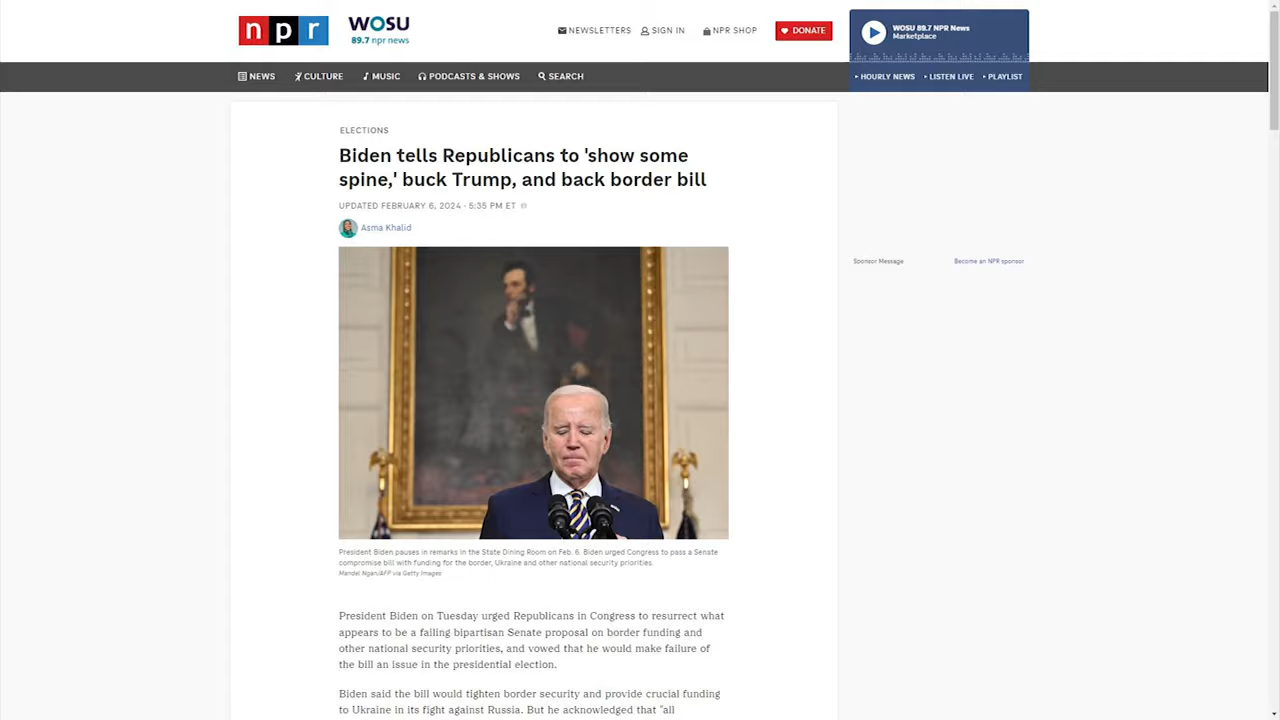 npr
WOSU
89.7 npr news
NEWSLETTERS
SIGN IN
NPR SHOP
DONATE
WOSU 89.7 NPR News
Marketplace
NEWS
CULTURE
MUSIC
PODCASTS & SHOWS
SEARCH
HOURLY NEWS
LISTEN LIVE
PLAYLIST
ELECTIONS
Biden tells Republicans to 'show some
spine,' buck Trump, and back border bill
UPDATED FEBRUARY 6, 2024 · 5:35 PM ET
Asma Khalid
Sponsor Message
Become an NPR sponsor
President Biden pauses in remarks in the State Dining Room on Feb. 6. Biden urged Congress to pass a Senate
compromise bill with funding for the border, Ukraine and other national security priorities.
Mandel Ngan/AFP via Getty Images
President Biden on Tuesday urged Republicans in Congress to resurrect what
appears to be a failing bipartisan Senate proposal on border funding and
other national security priorities, and vowed that he would make failure of
the bill an issue in the presidential election.
Biden said the bill would tighten border security and provide crucial funding
to Ukraine in its fight against Russia. But he acknowledged that "all